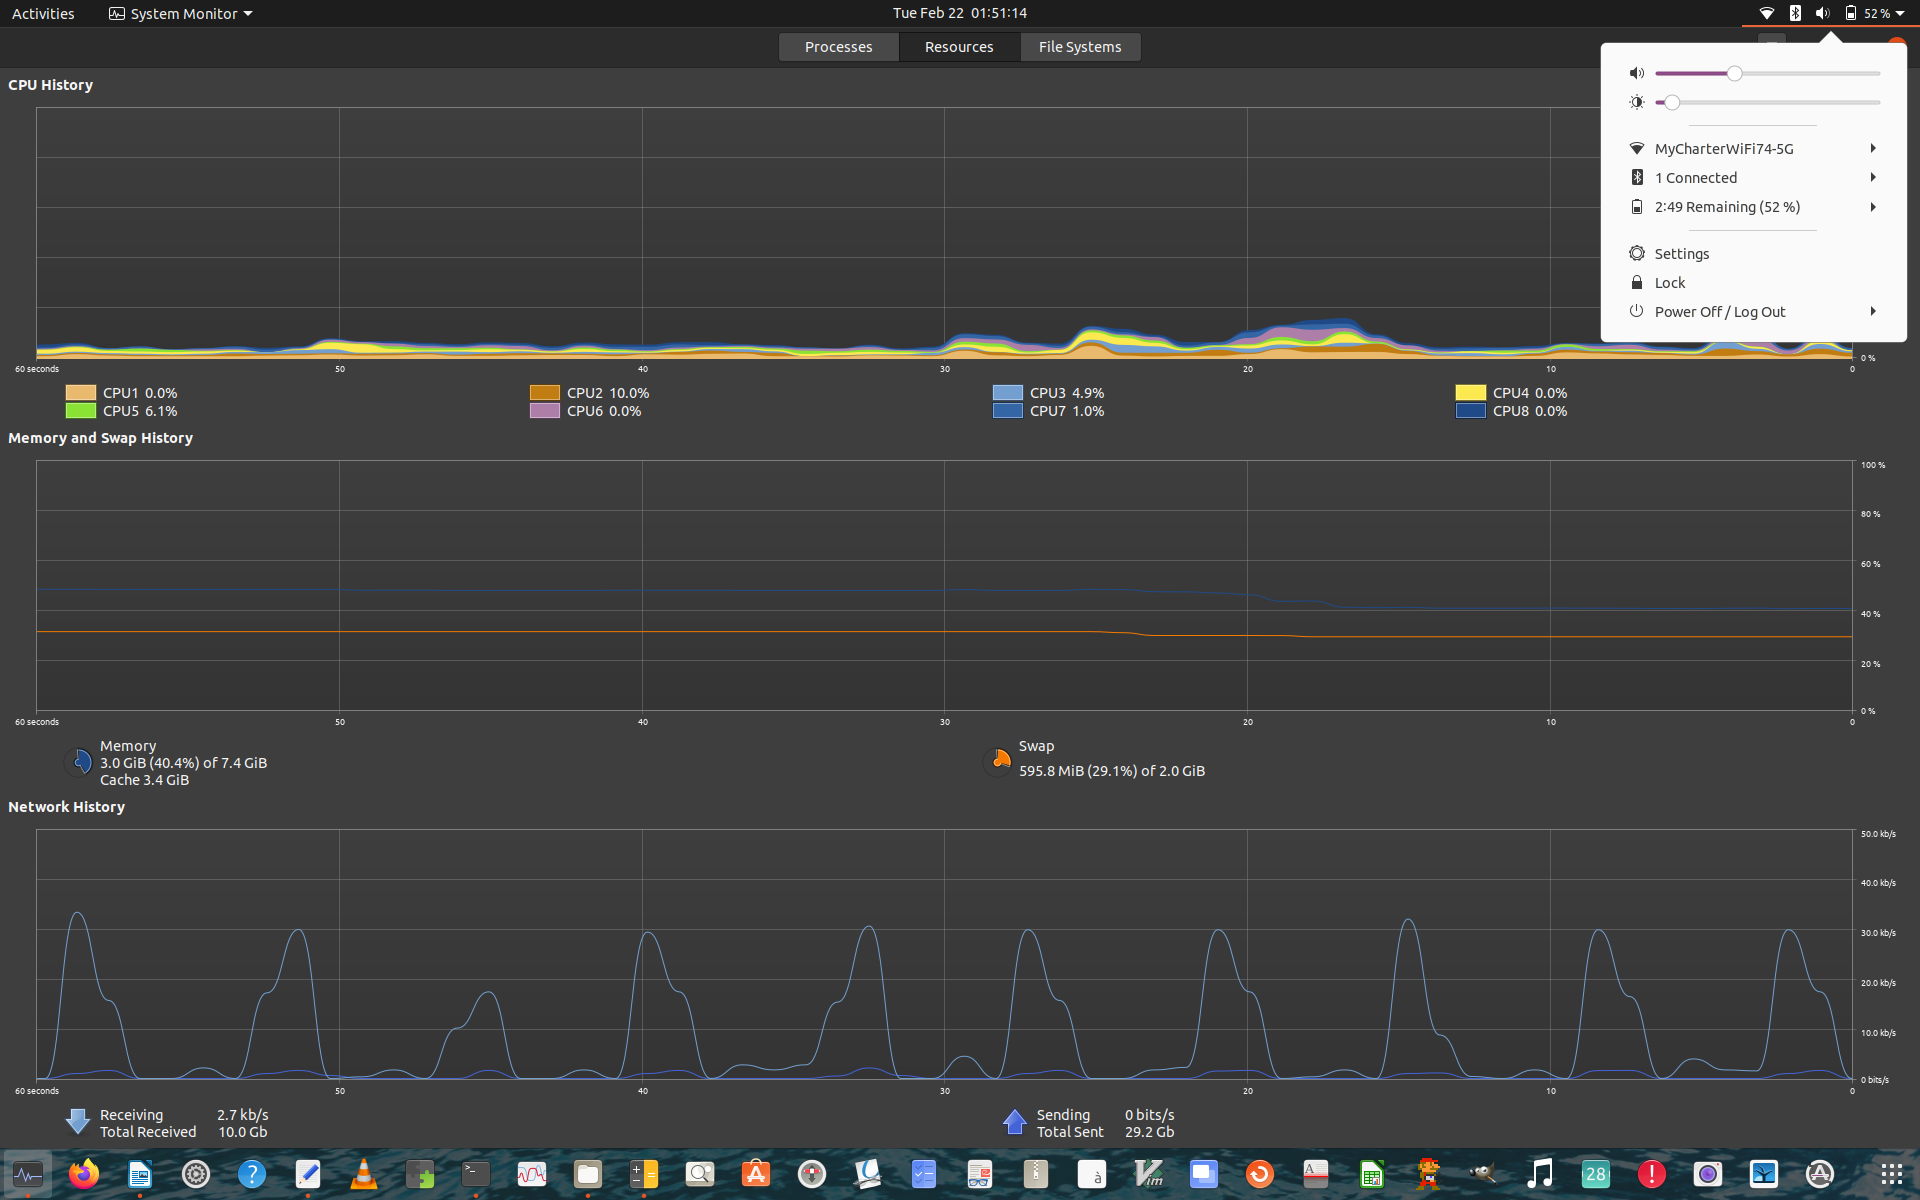 Activities
System Monitor
Tue Feb 22 01:51:14
52 %
Processes
Resources
File Systems
CPU History
MyCharterWiFi74-5G
1 Connected
2:49 Remaining (52 %)
Settings
Lock
Power Off / Log Out
0 %
60 seconds 50 40 30 20 10 0
CPU1 0.0% CPU2 10.0% CPU3 4.9% CPU4 0.0%
CPU5 6.1% CPU6 0.0% CPU7 1.0% CPU8 0.0%
Memory and Swap History
100 %
80 %
60 %
40 %
20 %
0 %
60 seconds 50 40 30 20 10 0
Memory
3.0 GiB (40.4%) of 7.4 GiB
Cache 3.4 GiB
Swap
595.8 MiB (29.1%) of 2.0 GiB
Network History
50.0 kb/s
40.0 kb/s
30.0 kb/s
20.0 kb/s
10.0 kb/s
0 bits/s
60 seconds 50 40 30 20 10 0
Receiving 2.7 kb/s
Total Received 10.0 Gb
Sending 0 bits/s
Total Sent 29.2 Gb
?
>_
à
Vim
A
28
!